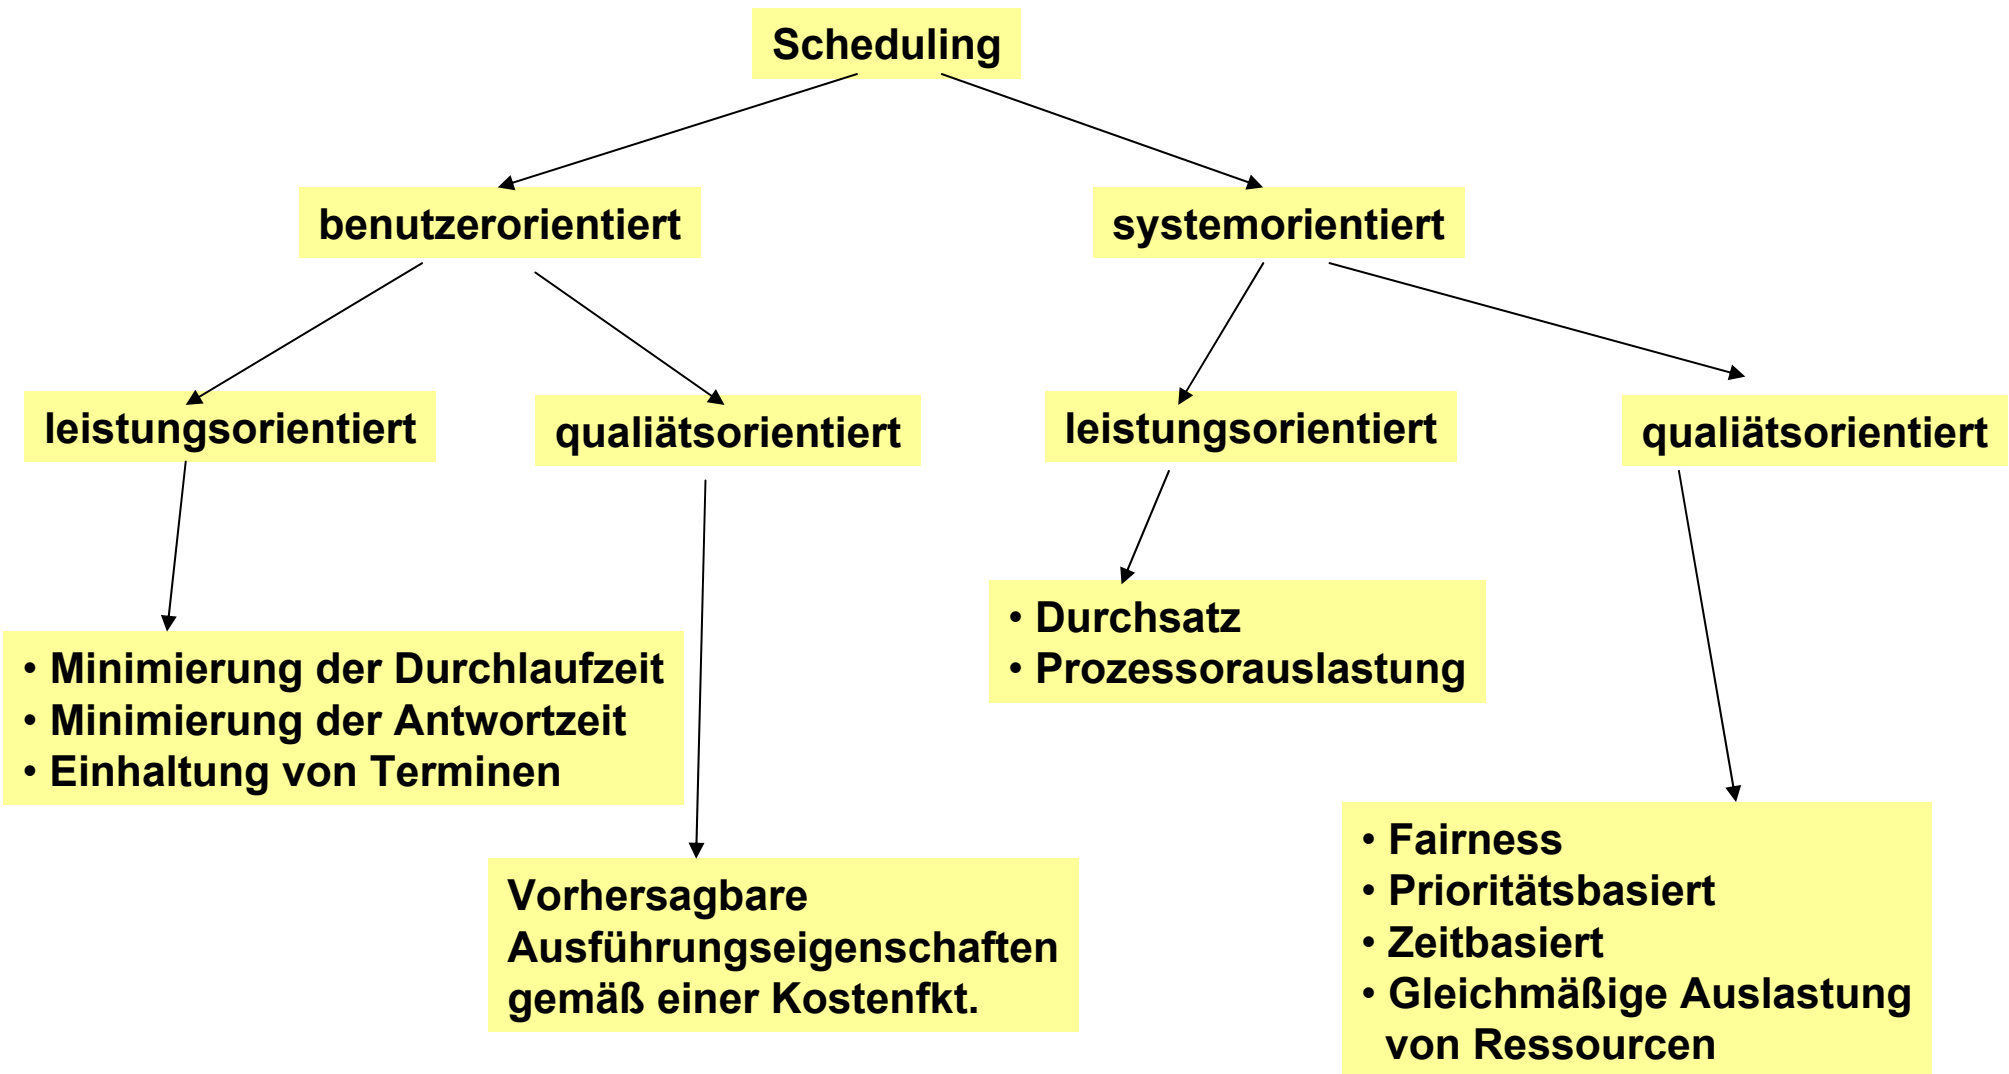 Scheduling
benutzerorientiert
systemorientiert
leistungsorientiert
qualiätsorientiert
leistungsorientiert
qualiätsorientiert
• Durchsatz
• Prozessorauslastung
• Minimierung der Durchlaufzeit
• Minimierung der Antwortzeit
• Einhaltung von Terminen
Vorhersagbare
Ausführungseigenschaften
gemäß einer Kostenfkt.
• Fairness
• Prioritätsbasiert
• Zeitbasiert
• Gleichmäßige Auslastung
von Ressourcen